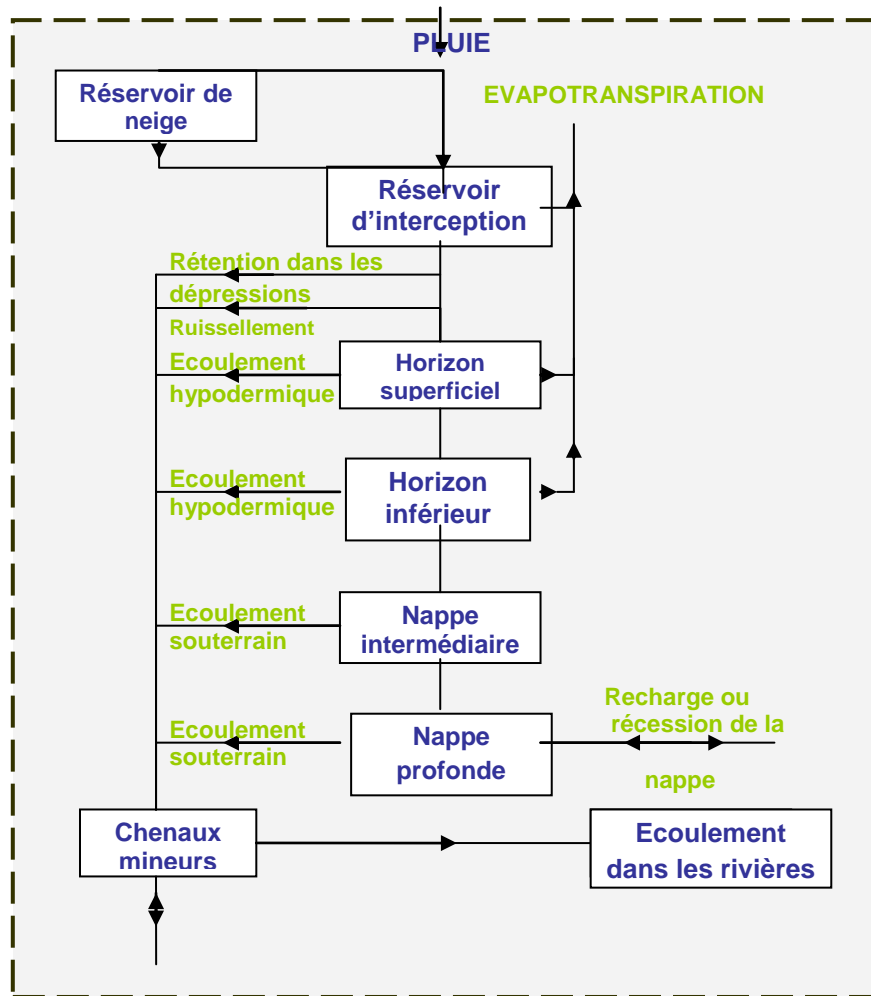 PLUIE
Réservoir de
neige
EVAPOTRANSPIRATION
Réservoir
d'interception
Rétention dans les
dépressions
Ruissellement
Ecoulement
hypodermique
Horizon
superficiel
Ecoulement
hypodermique
Horizon
inférieur
Ecoulement
souterrain
Nappe
intermédiaire
Recharge ou
récession de la
nappe
Ecoulement
souterrain
Nappe
profonde
Chenaux
mineurs
Ecoulement
dans les rivières